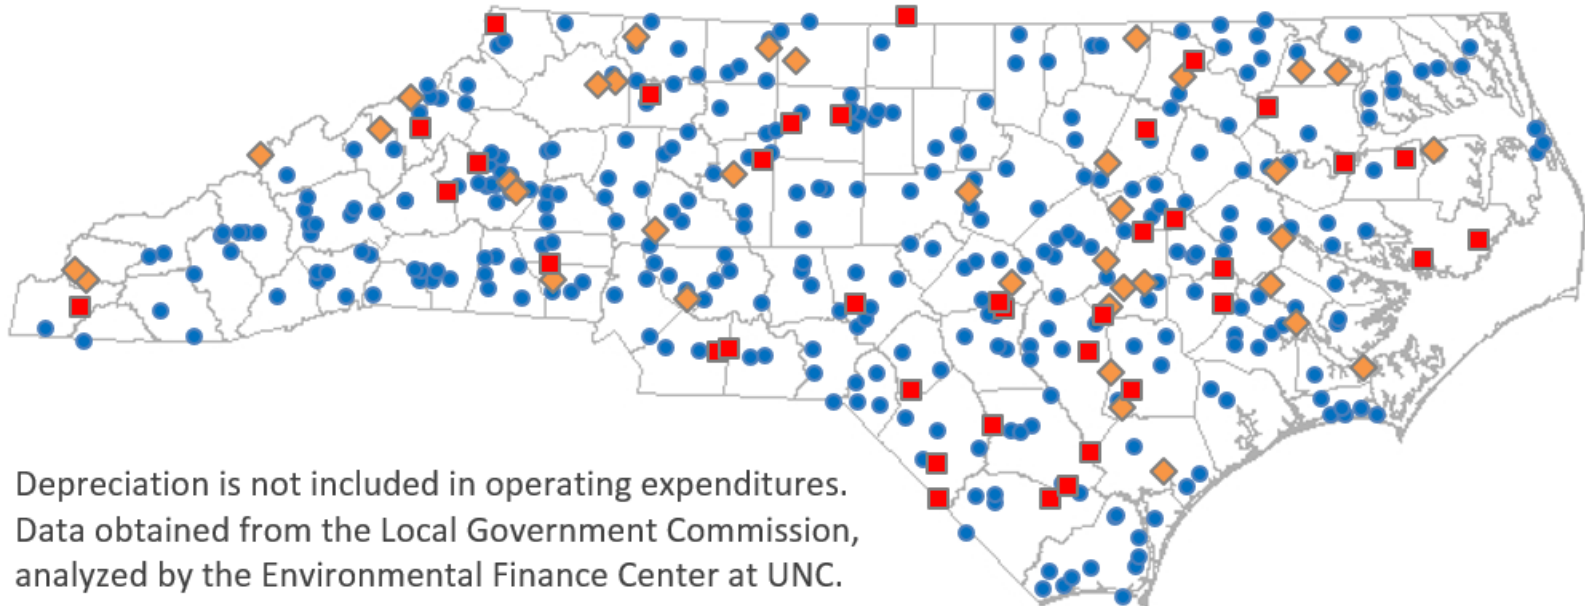 Depreciation is not included in operating expenditures.
Data obtained from the Local Government Commission,
analyzed by the Environmental Finance Center at UNC.